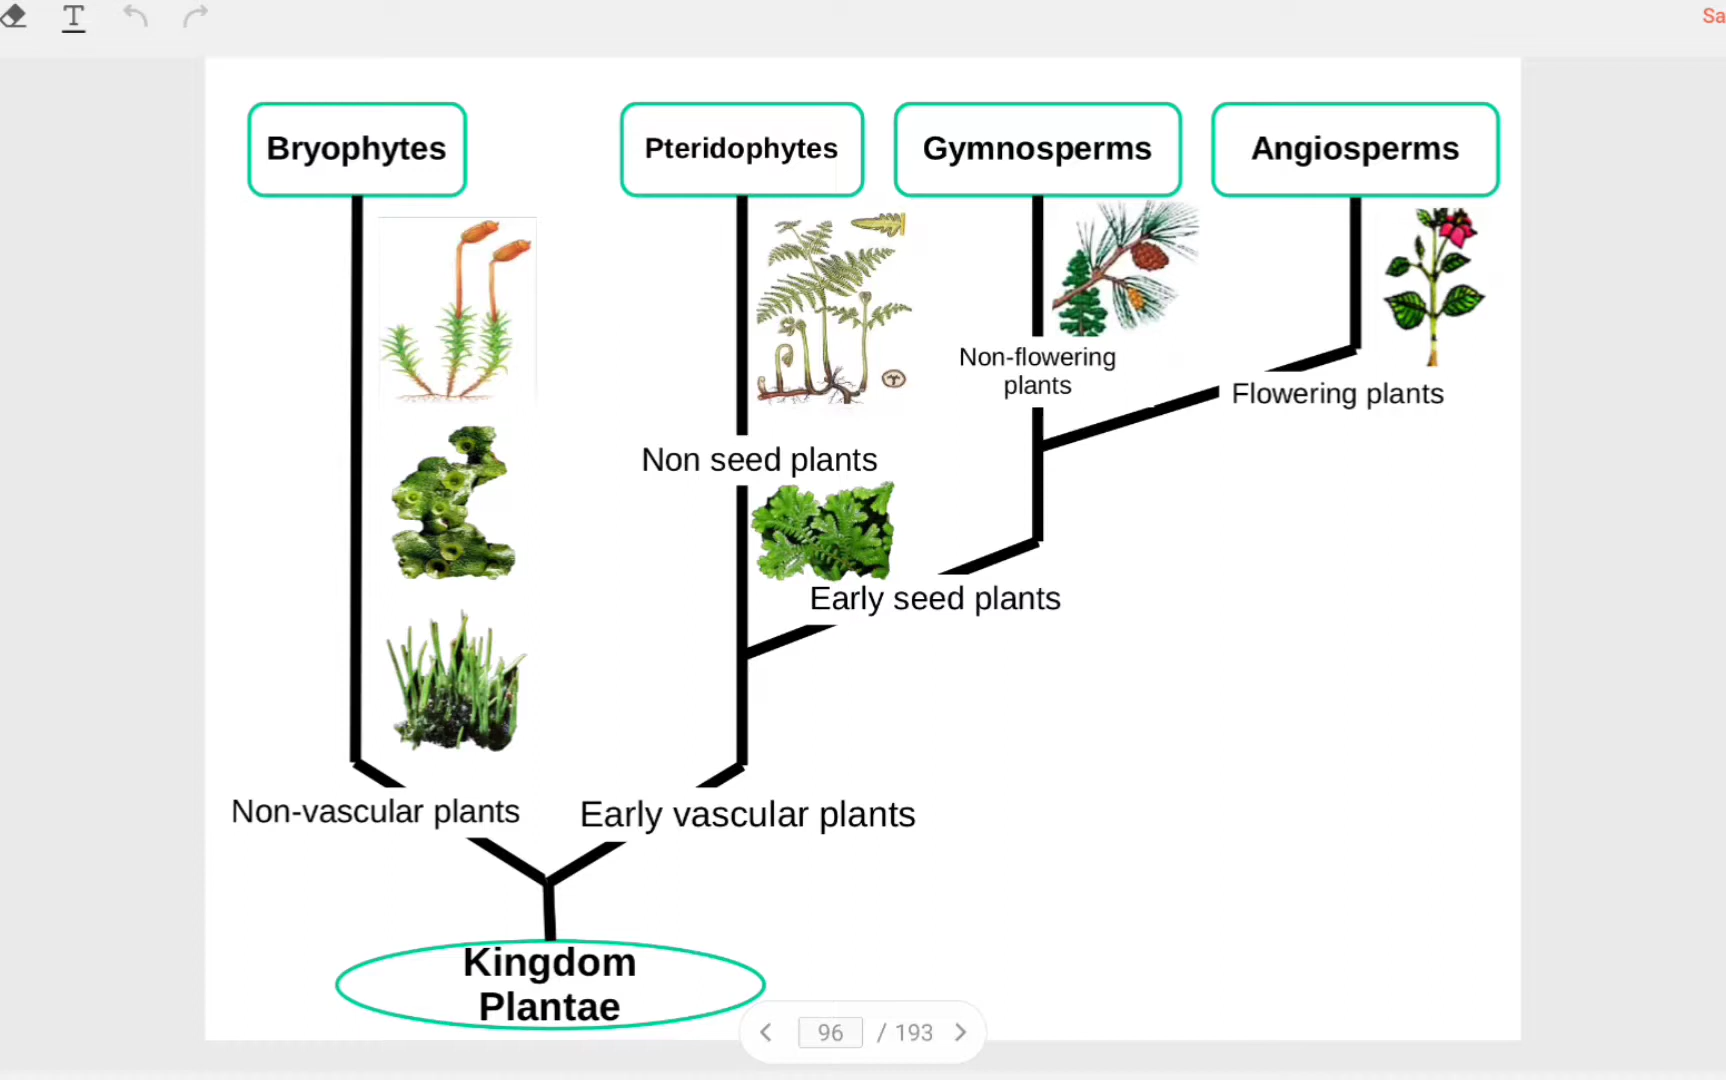 T
Sa
Bryophytes
Pteridophytes
Gymnosperms
Angiosperms
Non-flowering
plants
Flowering plants
Non seed plants
Early seed plants
Non-vascular plants
Early vascular plants
Kingdom
Plantae
96 / 193